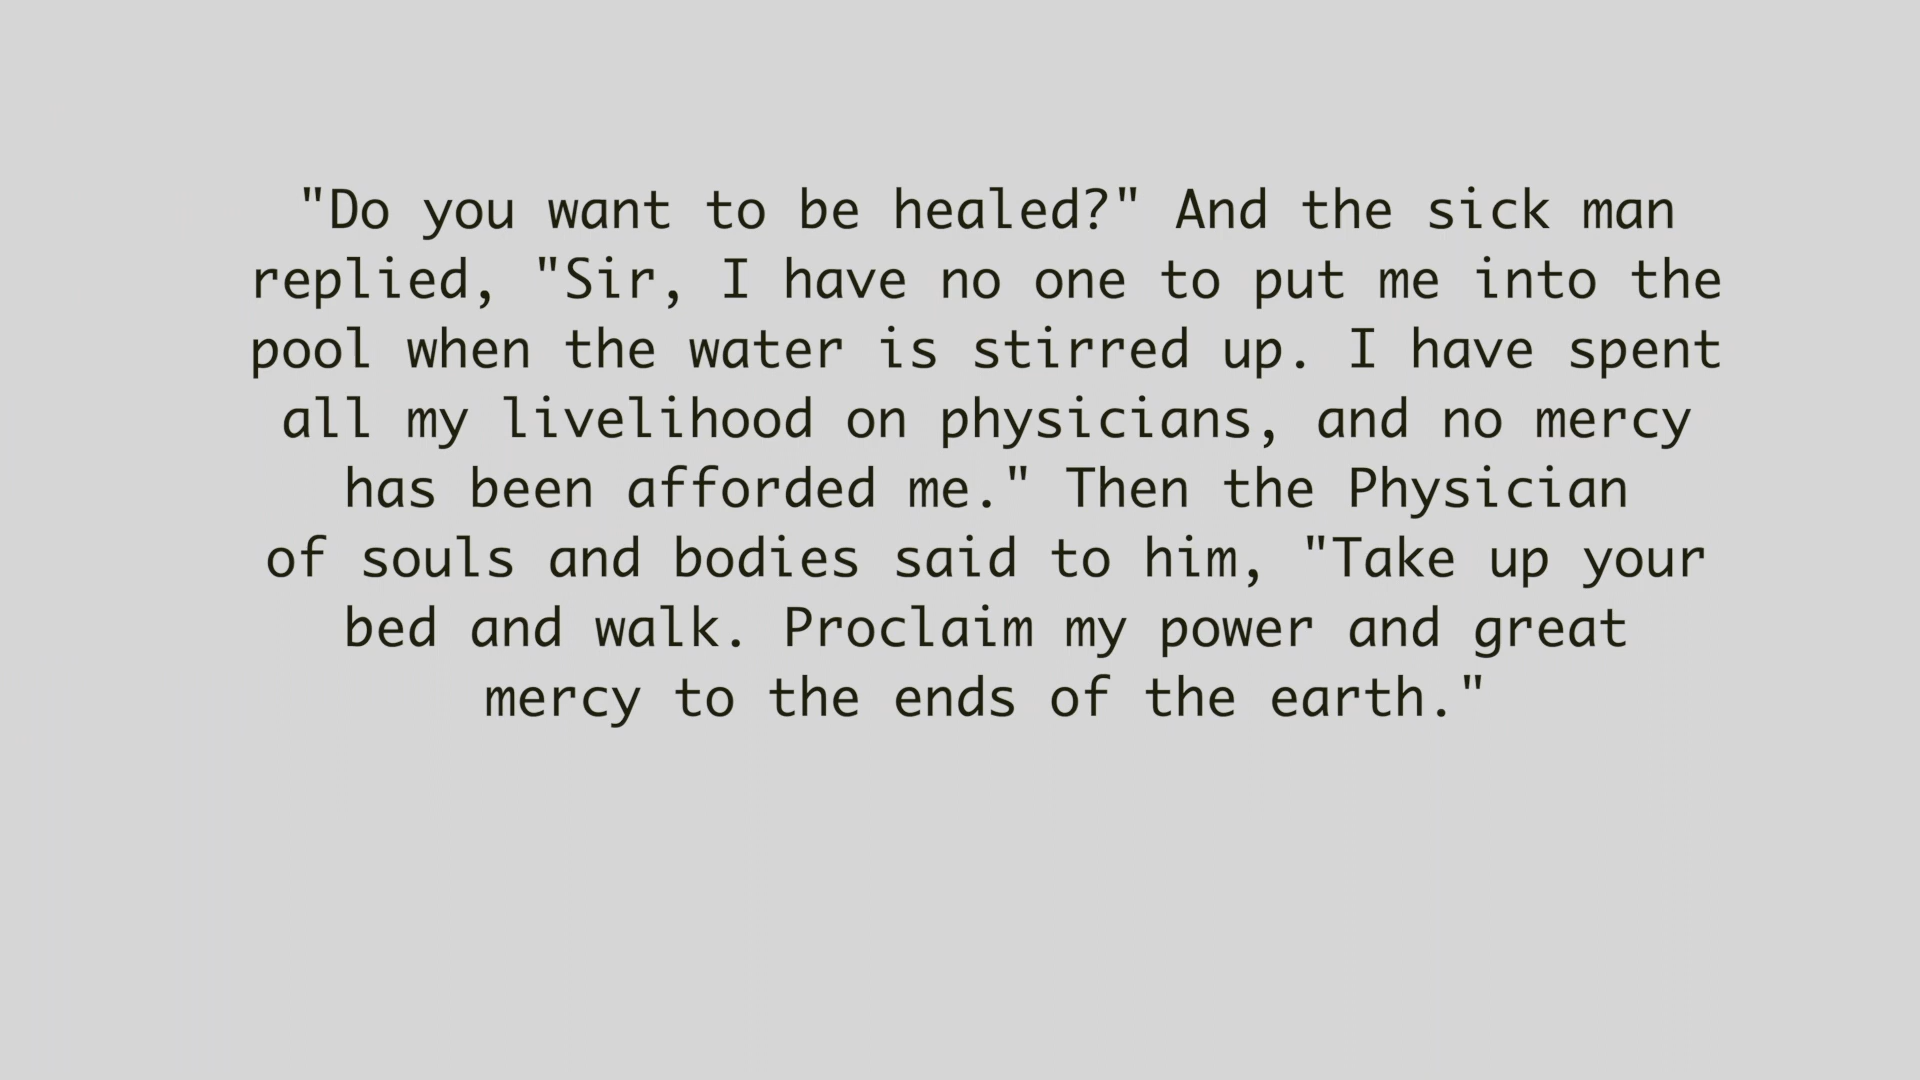 "Do you want to be healed?" And the sick man
replied, "Sir, I have no one to put me into the
pool when the water is stirred up. I have spent
all my livelihood on physicians, and no mercy
has been afforded me." Then the Physician
of souls and bodies said to him, "Take up your
bed and walk. Proclaim my power and great
mercy to the ends of the earth."